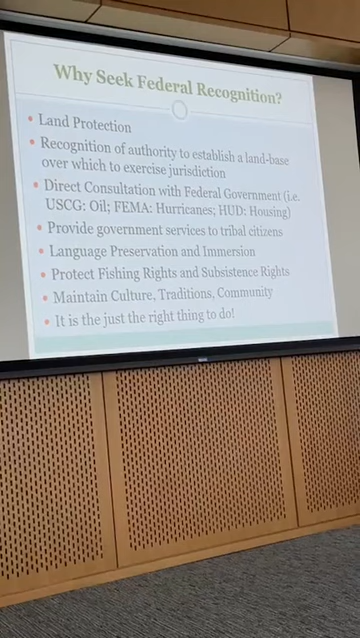 Why Seek Federal Recognition?
• Land Protection
• Recognition of authority to establish a land-base
over which to exercise jurisdiction
• Direct Consultation with Federal Government (i.e.
USCG: Oil; FEMA: Hurricanes; HUD: Housing)
• Provide government services to tribal citizens
• Language Preservation and Immersion
• Protect Fishing Rights and Subsistence Rights
• Maintain Culture, Traditions, Community
• It is the just the right thing to do!